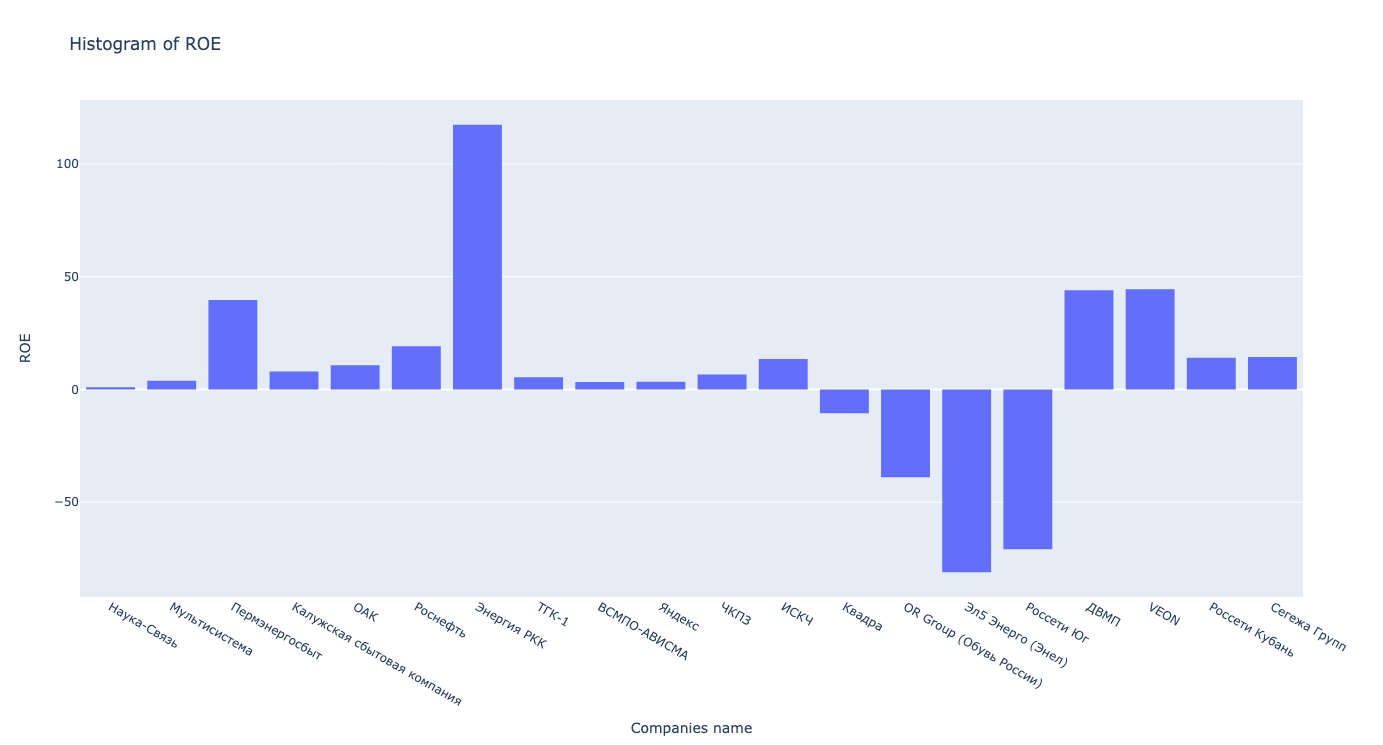 Histogram of ROE
100
50
0
−50
ROE
Наука-Связь
Мультисистема
Пермэнергосбыт
Калужская сбытовая компания
ОАК
Роснефть
Энергия РКК
ТГК-1
ВСМПО-АВИСМА
Яндекс
ЧКПЗ
ИСКЧ
Квадра
OR Group (Обувь России)
Эл5 Энерго (Энел)
Россети Юг
ДВМП
VEON
Россети Кубань
Сегежа Групп
Companies name